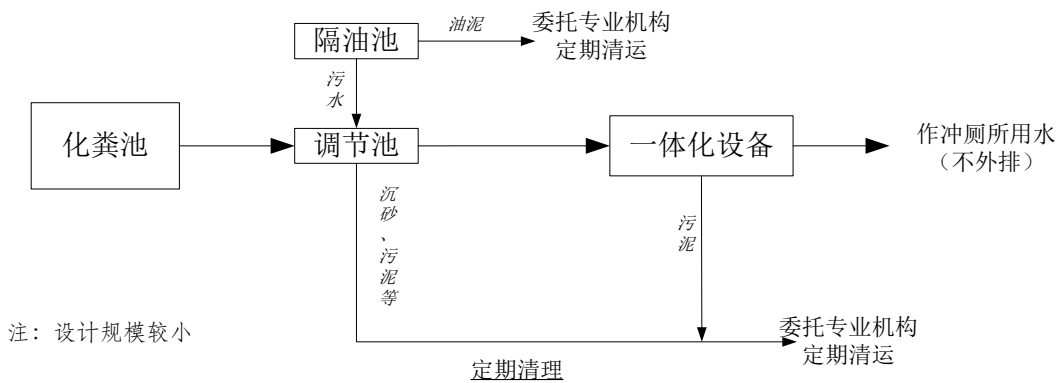 隔油池
油泥
委托专业机构
定期清运
污水
化粪池
调节池
一体化设备
作冲厕所用水
（不外排）
沉砂、污泥等
污泥
注：设计规模较小
委托专业机构
定期清运
定期清理